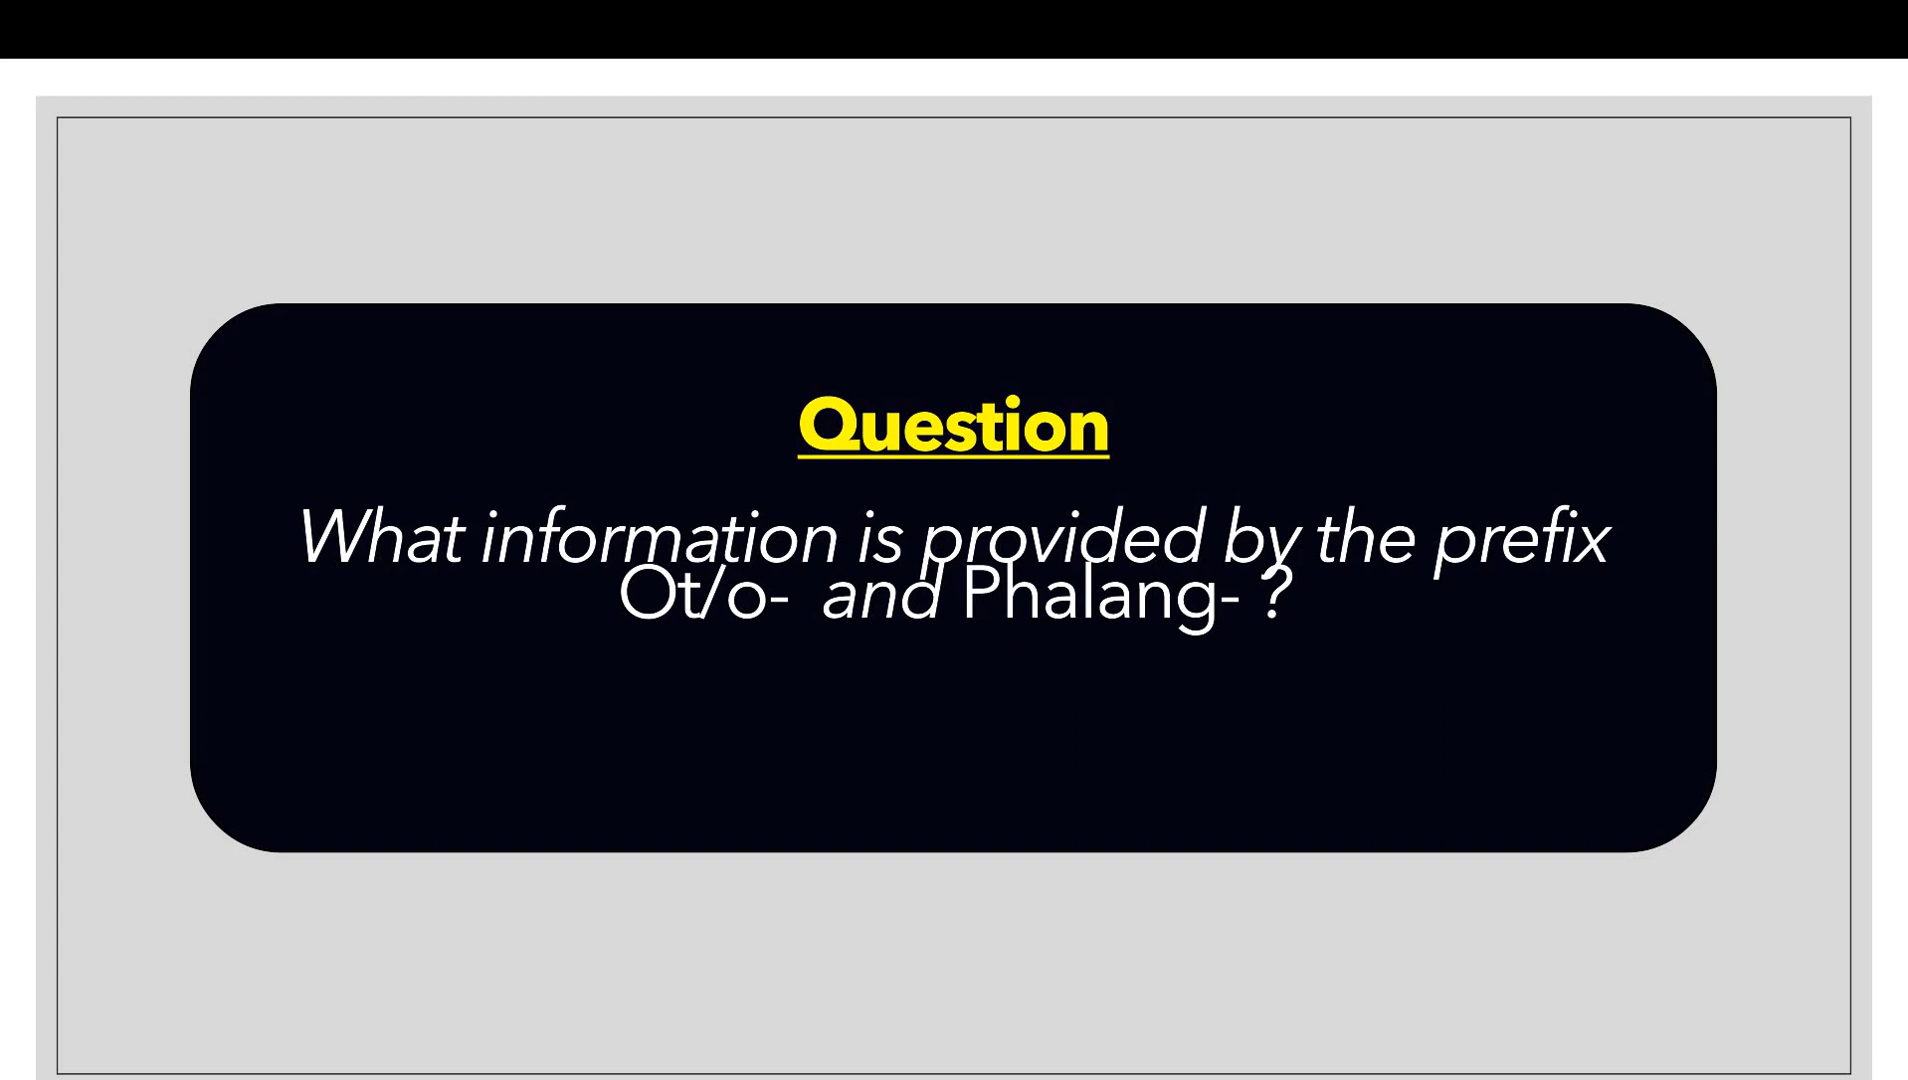 Question
What information is provided by the prefix
Ot/o- and Phalang- ?